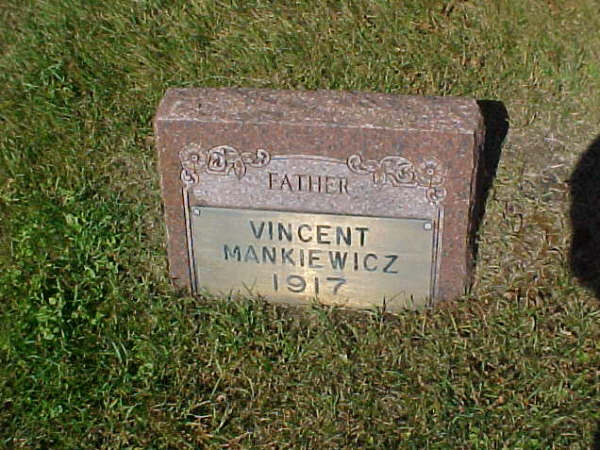 FATHER
VINCENT
MANKIEWICZ
1917